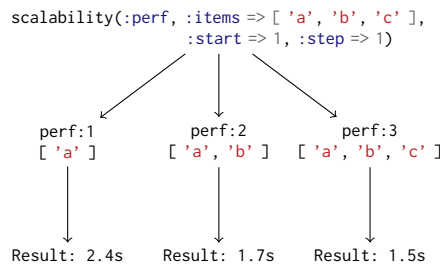 scalability(:perf, :items => [ 'a', 'b', 'c' ],
:start => 1, :step => 1)
perf:1 perf:2 perf:3
[ 'a' ] [ 'a', 'b' ] [ 'a', 'b', 'c' ]
Result: 2.4s Result: 1.7s Result: 1.5s